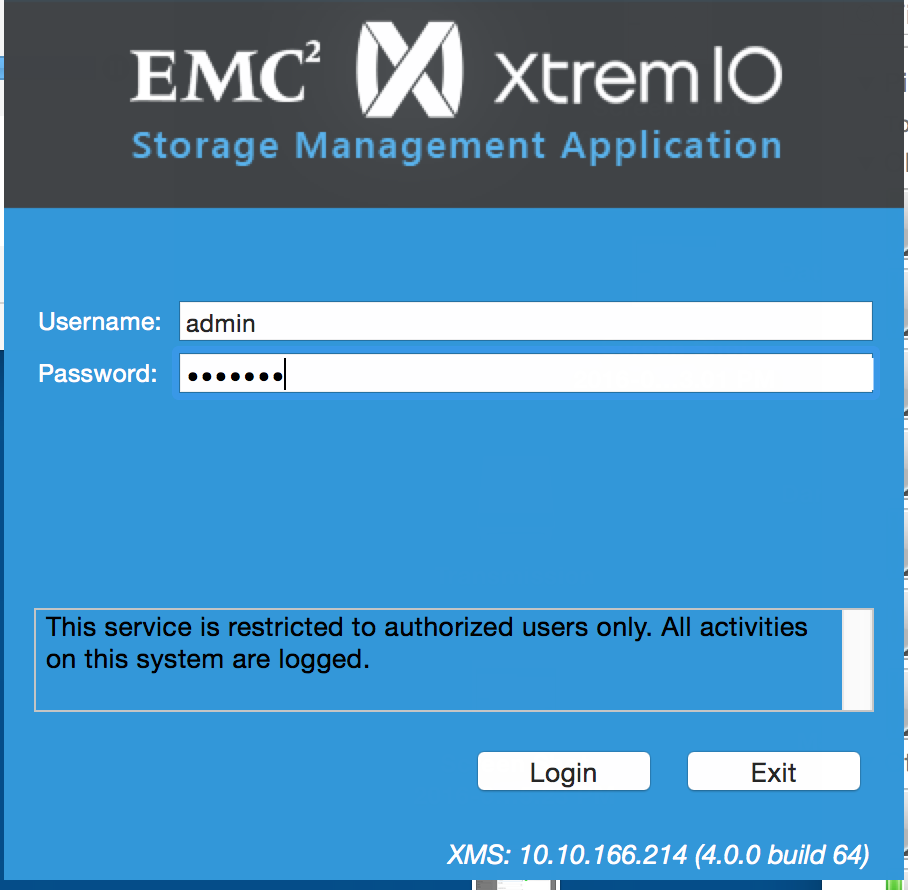 EMC² XtremIO
Storage Management Application
Username: admin
Password: •••••••
This service is restricted to authorized users only. All activities
on this system are logged.
Login Exit
XMS: 10.10.166.214 (4.0.0 build 64)